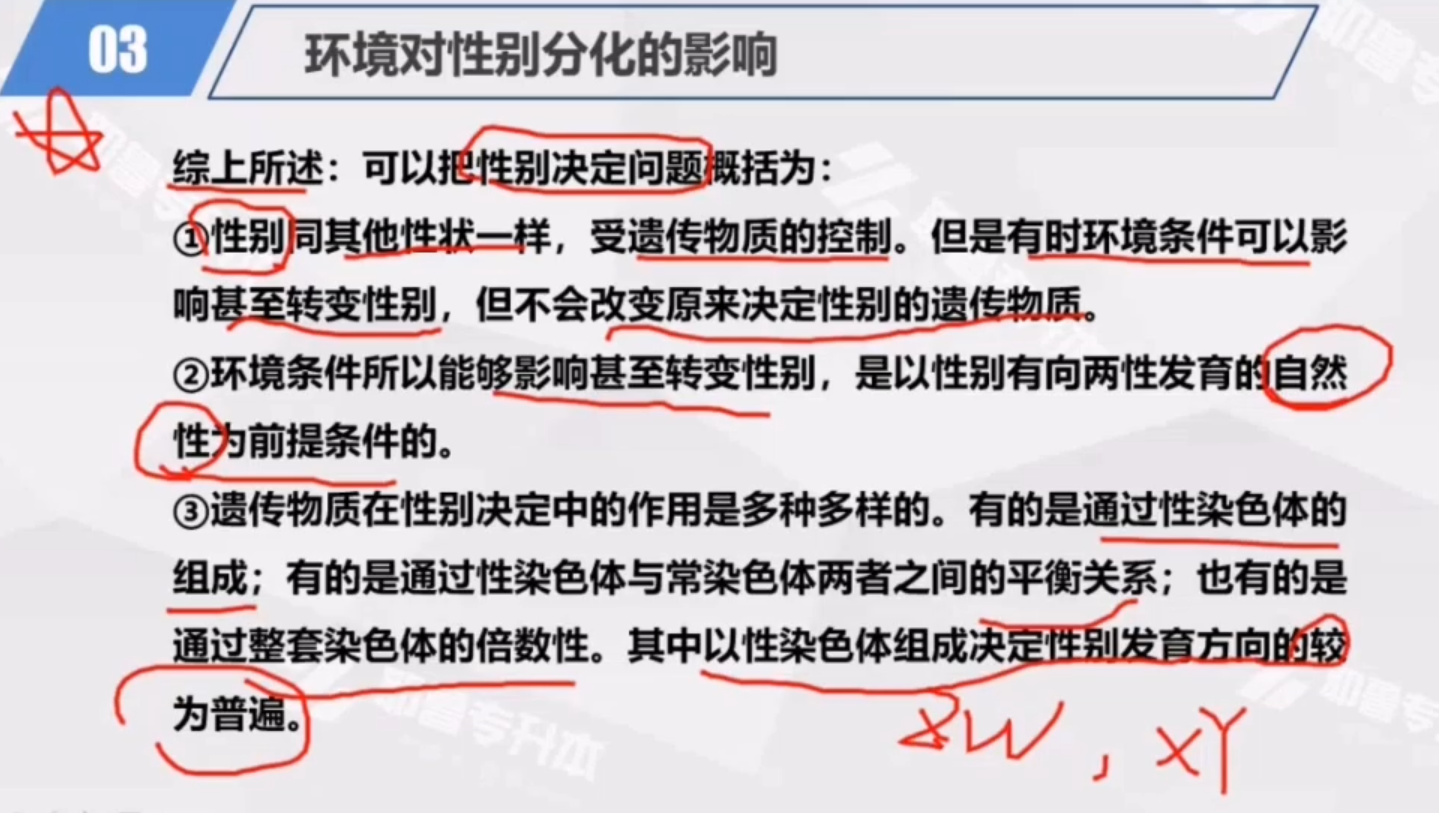 03
环境对性别分化的影响
综上所述：可以把性别决定问题概括为：
①性别同其他性状一样，受遗传物质的控制。但是有时环境条件可以影
响甚至转变性别，但不会改变原来决定性别的遗传物质。
②环境条件所以能够影响甚至转变性别，是以性别有向两性发育的自然
性为前提条件的。
③遗传物质在性别决定中的作用是多种多样的。有的是通过性染色体的
组成；有的是通过性染色体与常染色体两者之间的平衡关系；也有的是
通过整套染色体的倍数性。其中以性染色体组成决定性别发育方向的较
为普遍。
ZW，XY